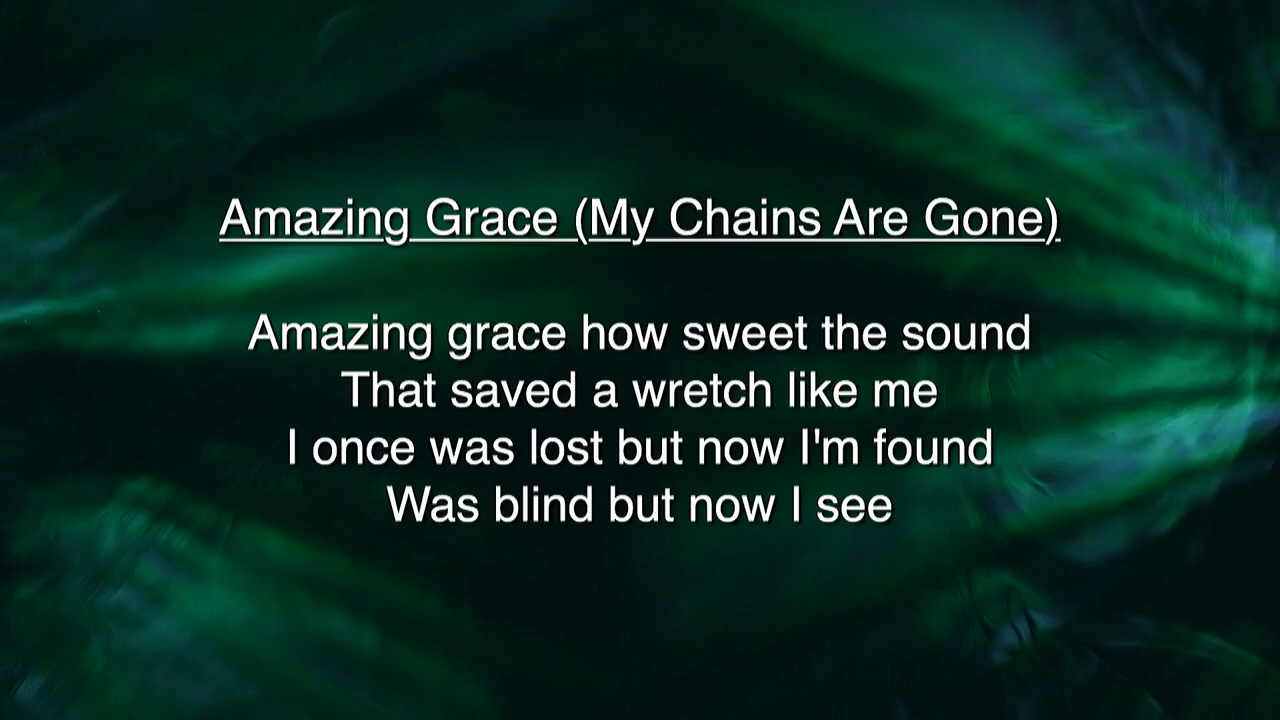 Amazing Grace (My Chains Are Gone)
Amazing grace how sweet the sound
That saved a wretch like me
I once was lost but now I'm found
Was blind but now I see